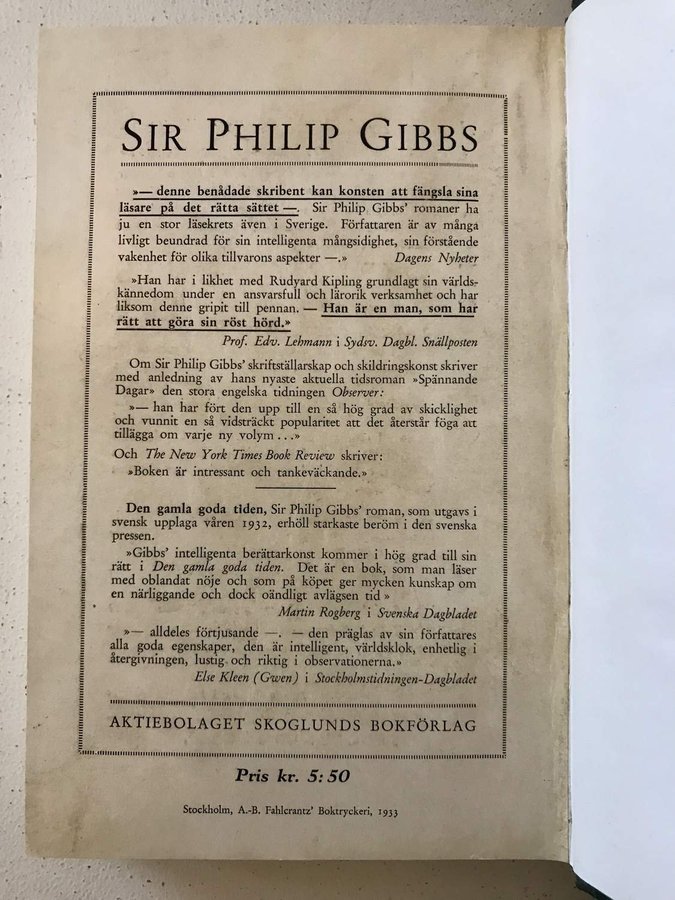 SIR PHILIP GIBBS
»— denne benådade skribent kan konsten att fängsla sina
läsare på det rätta sättet —. Sir Philip Gibbs' romaner ha
ju en stor läsekrets även i Sverige. Författaren är av många
livligt beundrad för sin intelligenta mångsidighet, sin förstående
vakenhet för olika tillvarons aspekter —.» Dagens Nyheter
»Han har i likhet med Rudyard Kipling grundlagt sin världs-
kännedom under en ansvarsfull och lärorik verksamhet och har
liksom denne gripit till pennan. — Han är en man, som har
rätt att göra sin röst hörd.»
Prof. Edv. Lehmann i Sydsv. Dagbl. Snällposten
Om Sir Philip Gibbs' skriftställarskap och skildringskonst skriver
med anledning av hans nyaste aktuella tidsroman »Spännande
Dagar» den stora engelska tidningen Observer:
»— han har fört den upp till en så hög grad av skicklighet
och vunnit en så vidsträckt popularitet att det återstår föga att
tillägga om varje ny volym . . .»
Och The New York Times Book Review skriver:
»Boken är intressant och tankeväckande.»
Den gamla goda tiden, Sir Philip Gibbs' roman, som utgavs i
svensk upplaga våren 1932, erhöll starkaste beröm i den svenska
pressen.
»Gibbs' intelligenta berättarkonst kommer i hög grad till sin
rätt i Den gamla goda tiden. Det är en bok, som man läser
med oblandat nöje och som på köpet ger mycken kunskap om
en närliggande och dock oändligt avlägsen tid »
Martin Rogberg i Svenska Dagbladet
»— alldeles förtjusande —. — den präglas av sin författares
alla goda egenskaper, den är intelligent, världsklok, enhetlig i
återgivningen, lustig och riktig i observationerna.»
Else Kleen (Gwen) i Stockholmstidningen-Dagbladet
AKTIEBOLAGET SKOGLUNDS BOKFÖRLAG
Pris kr. 5:50
Stockholm, A.-B. Fahlcrantz' Boktryckeri, 1933